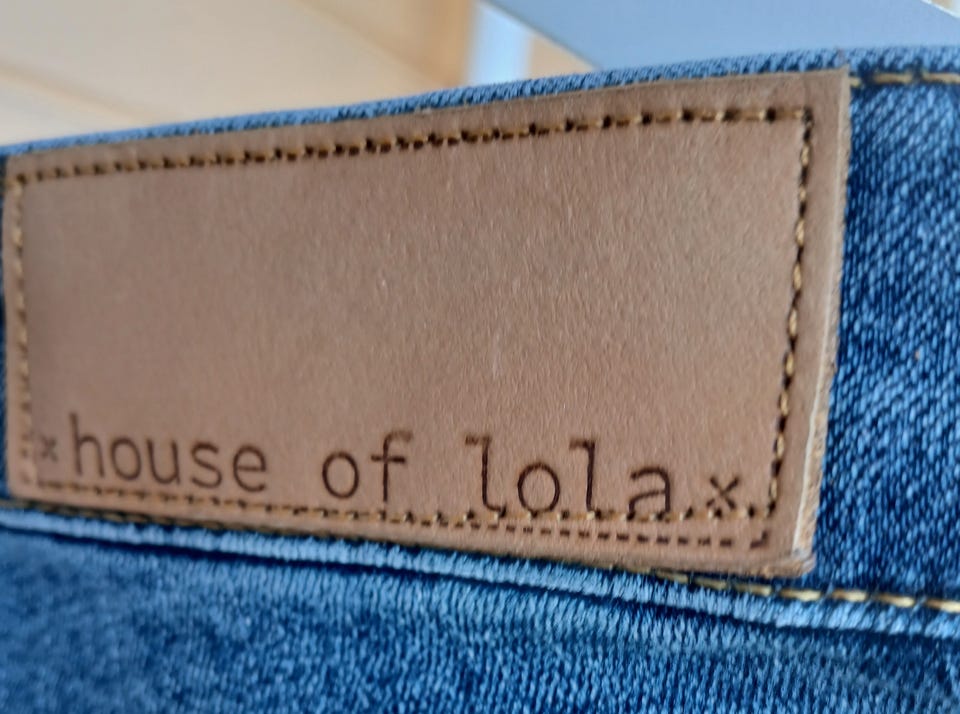 x house of lola x